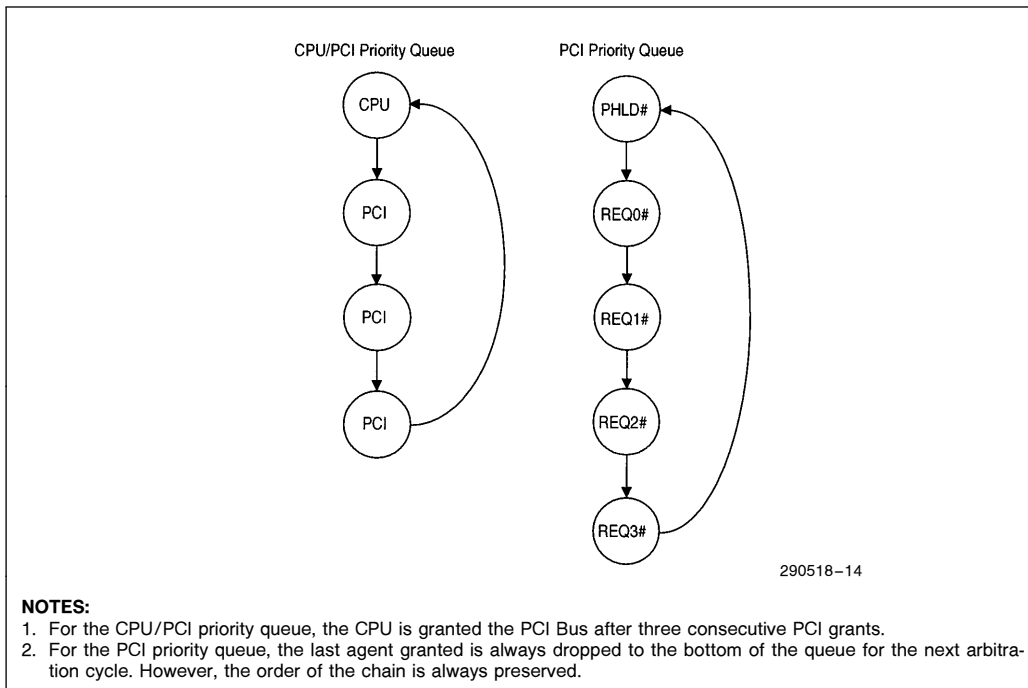 CPU/PCI Priority Queue
PCI Priority Queue
CPU
PCI
PCI
PCI
PHLD#
REQ0#
REQ1#
REQ2#
REQ3#
290518–14
NOTES:
1. For the CPU/PCI priority queue, the CPU is granted the PCI Bus after three consecutive PCI grants.
2. For the PCI priority queue, the last agent granted is always dropped to the bottom of the queue for the next arbitra-
tion cycle. However, the order of the chain is always preserved.